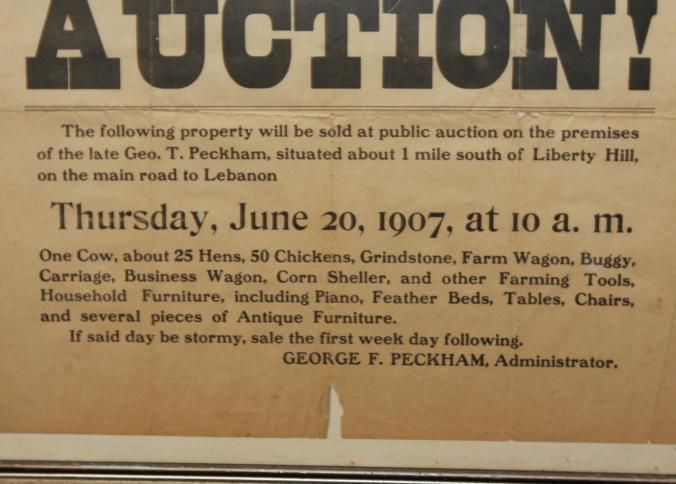 AUCTION!
The following property will be sold at public auction on the premises
of the late Geo. T. Peckham, situated about 1 mile south of Liberty Hill,
on the main road to Lebanon
Thursday, June 20, 1907, at 10 a. m.
One Cow, about 25 Hens, 50 Chickens, Grindstone, Farm Wagon, Buggy,
Carriage, Business Wagon, Corn Sheller, and other Farming Tools,
Household Furniture, including Piano, Feather Beds, Tables, Chairs,
and several pieces of Antique Furniture.
If said day be stormy, sale the first week day following.
GEORGE F. PECKHAM, Administrator.